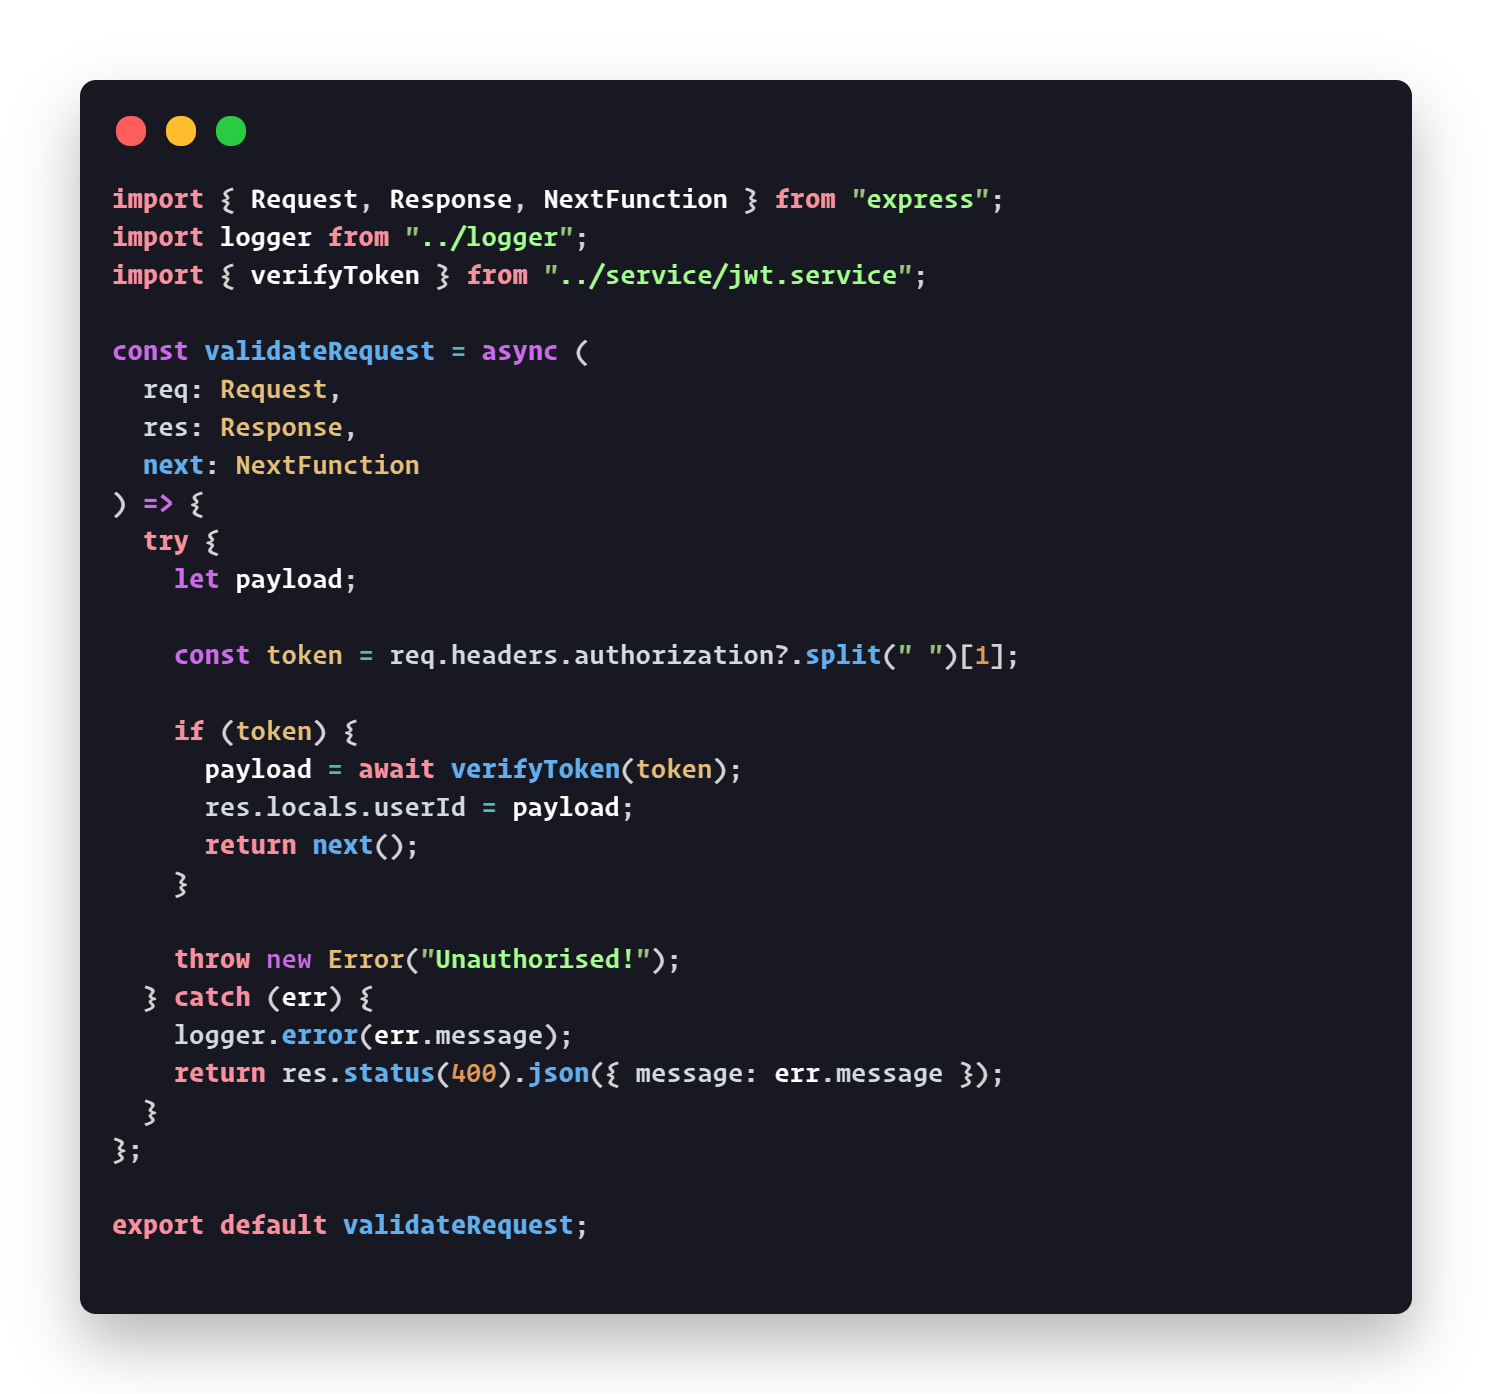 import { Request, Response, NextFunction } from "express";
import logger from "../logger";
import { verifyToken } from "../service/jwt.service";

const validateRequest = async (
  req: Request,
  res: Response,
  next: NextFunction
) => {
  try {
    let payload;

    const token = req.headers.authorization?.split(" ")[1];

    if (token) {
      payload = await verifyToken(token);
      res.locals.userId = payload;
      return next();
    }

    throw new Error("Unauthorised!");
  } catch (err) {
    logger.error(err.message);
    return res.status(400).json({ message: err.message });
  }
};

export default validateRequest;